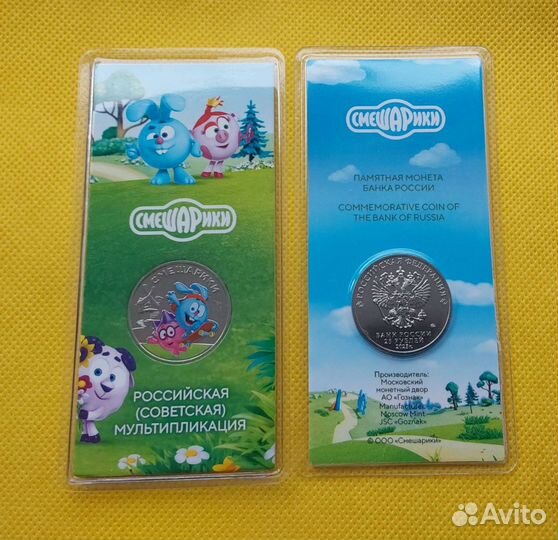 СМЕШАРИКИ
СМЕШАРИКИ
РОССИЙСКАЯ
(СОВЕТСКАЯ)
МУЛЬТИПЛИКАЦИЯ
СМЕШАРИКИ
ПАМЯТНАЯ МОНЕТА
БАНКА РОССИИ
COMMEMORATIVE COIN OF
THE BANK OF RUSSIA
РОССИЙСКАЯ ФЕДЕРАЦИЯ
БАНК РОССИИ
25 РУБЛЕЙ
2023 г.
Производитель:
Московский
монетный двор
АО «Гознак»
Manufacturer:
Moscow Mint
JSC «Goznak»
© ООО «Смешарики»
Avito